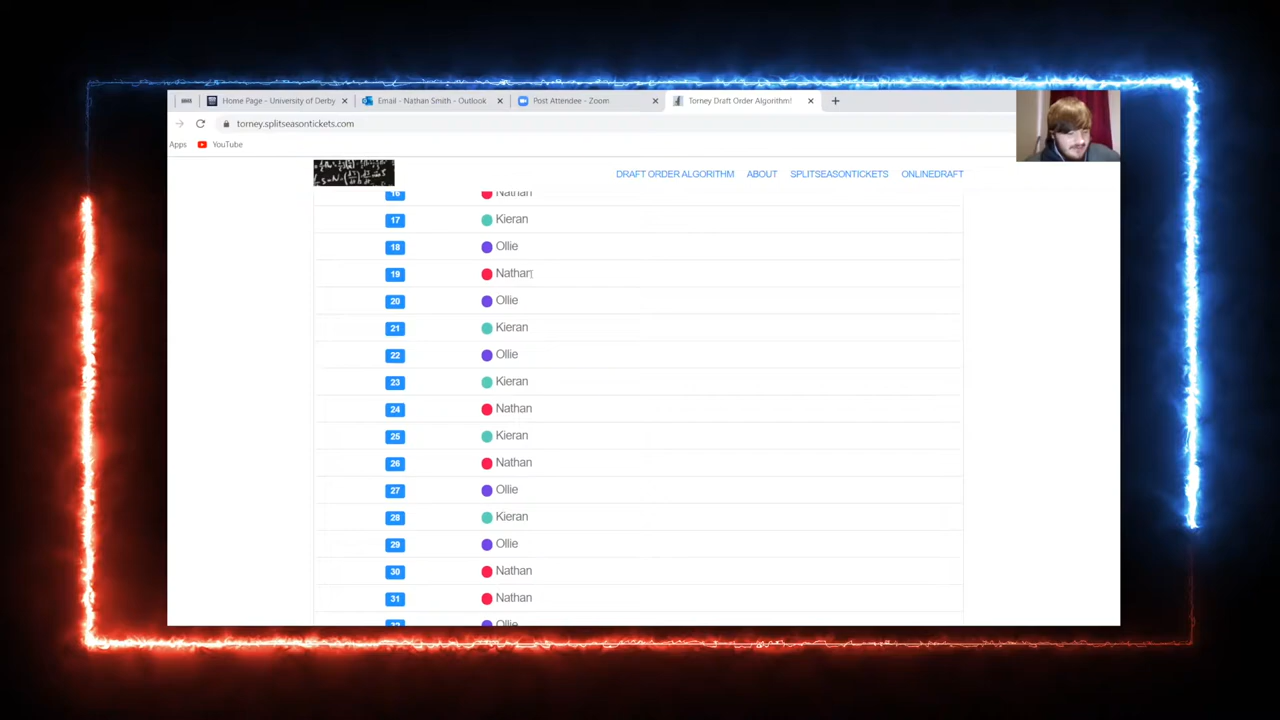 Home Page - University of Derby
Email - Nathan Smith - Outlook
Post Attendee - Zoom
Torney Draft Order Algorithm!
torney.splitseasontickets.com
Apps
YouTube
DRAFT ORDER ALGORITHM ABOUT SPLITSEASONTICKETS ONLINEDRAFT
16 Nathan
17 Kieran
18 Ollie
19 Nathan
20 Ollie
21 Kieran
22 Ollie
23 Kieran
24 Nathan
25 Kieran
26 Nathan
27 Ollie
28 Kieran
29 Ollie
30 Nathan
31 Nathan
32 Ollie